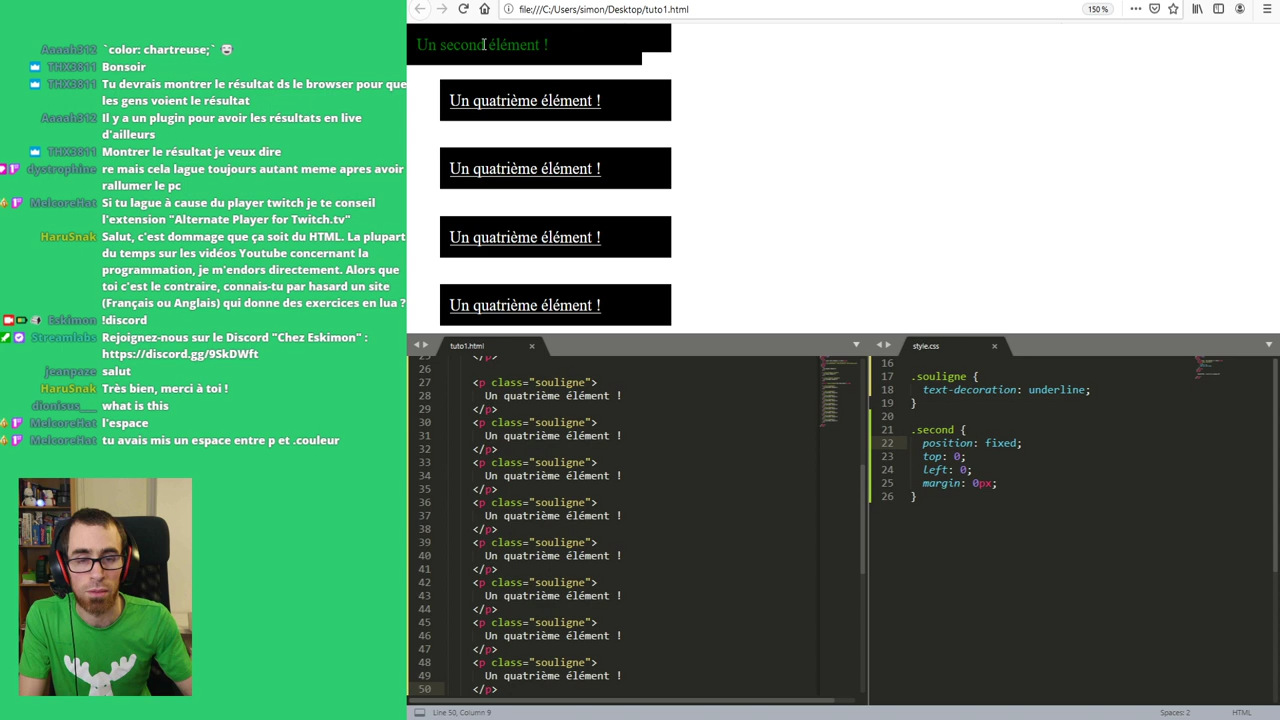 Aaaah312 `color: chartreuse;`
THX3811 Bonsoir
THX3811 Tu devrais montrer le résultat ds le browser pour que
les gens voient le résultat
Aaaah312 Il y a un plugin pour avoir les résultats en live
d'ailleurs
THX3811 Montrer le résultat je veux dire
dystrophine re mais cela lague toujours autant meme apres avoir
rallumer le pc
MelcoreHat Si tu lague à cause du player twitch je te conseil
l'extension "Alternate Player for Twitch.tv"
HaruSnak Salut, c'est dommage que ça soit du HTML. La plupart
du temps sur les vidéos Youtube concernant la
programmation, je m'endors directement. Alors que
toi c'est le contraire, connais-tu par hasard un site
(Français ou Anglais) qui donne des exercices en lua ?
Eskimon !discord
Streamlabs Rejoignez-nous sur le Discord "Chez Eskimon" :
https://discord.gg/9SkDWft
jeanpaze salut
HaruSnak Très bien, merci à toi !
dionisus___ what is this
MelcoreHat l'espace
MelcoreHat tu avais mis un espace entre p et .couleur
file:///C:/Users/simon/Desktop/tuto1.html
150 %
Un second élément !
Un quatrième élément !
Un quatrième élément !
Un quatrième élément !
Un quatrième élément !
tuto1.html
25 </p>
26
27 <p class="souligne">
28 Un quatrième élément !
29 </p>
30 <p class="souligne">
31 Un quatrième élément !
32 </p>
33 <p class="souligne">
34 Un quatrième élément !
35 </p>
36 <p class="souligne">
37 Un quatrième élément !
38 </p>
39 <p class="souligne">
40 Un quatrième élément !
41 </p>
42 <p class="souligne">
43 Un quatrième élément !
44 </p>
45 <p class="souligne">
46 Un quatrième élément !
47 </p>
48 <p class="souligne">
49 Un quatrième élément !
50 </p>
style.css
16
17 .souligne {
18 text-decoration: underline;
19 }
20
21 .second {
22 position: fixed;
23 top: 0;
24 left: 0;
25 margin: 0px;
26 }
Line 50, Column 9
Spaces: 2
HTML